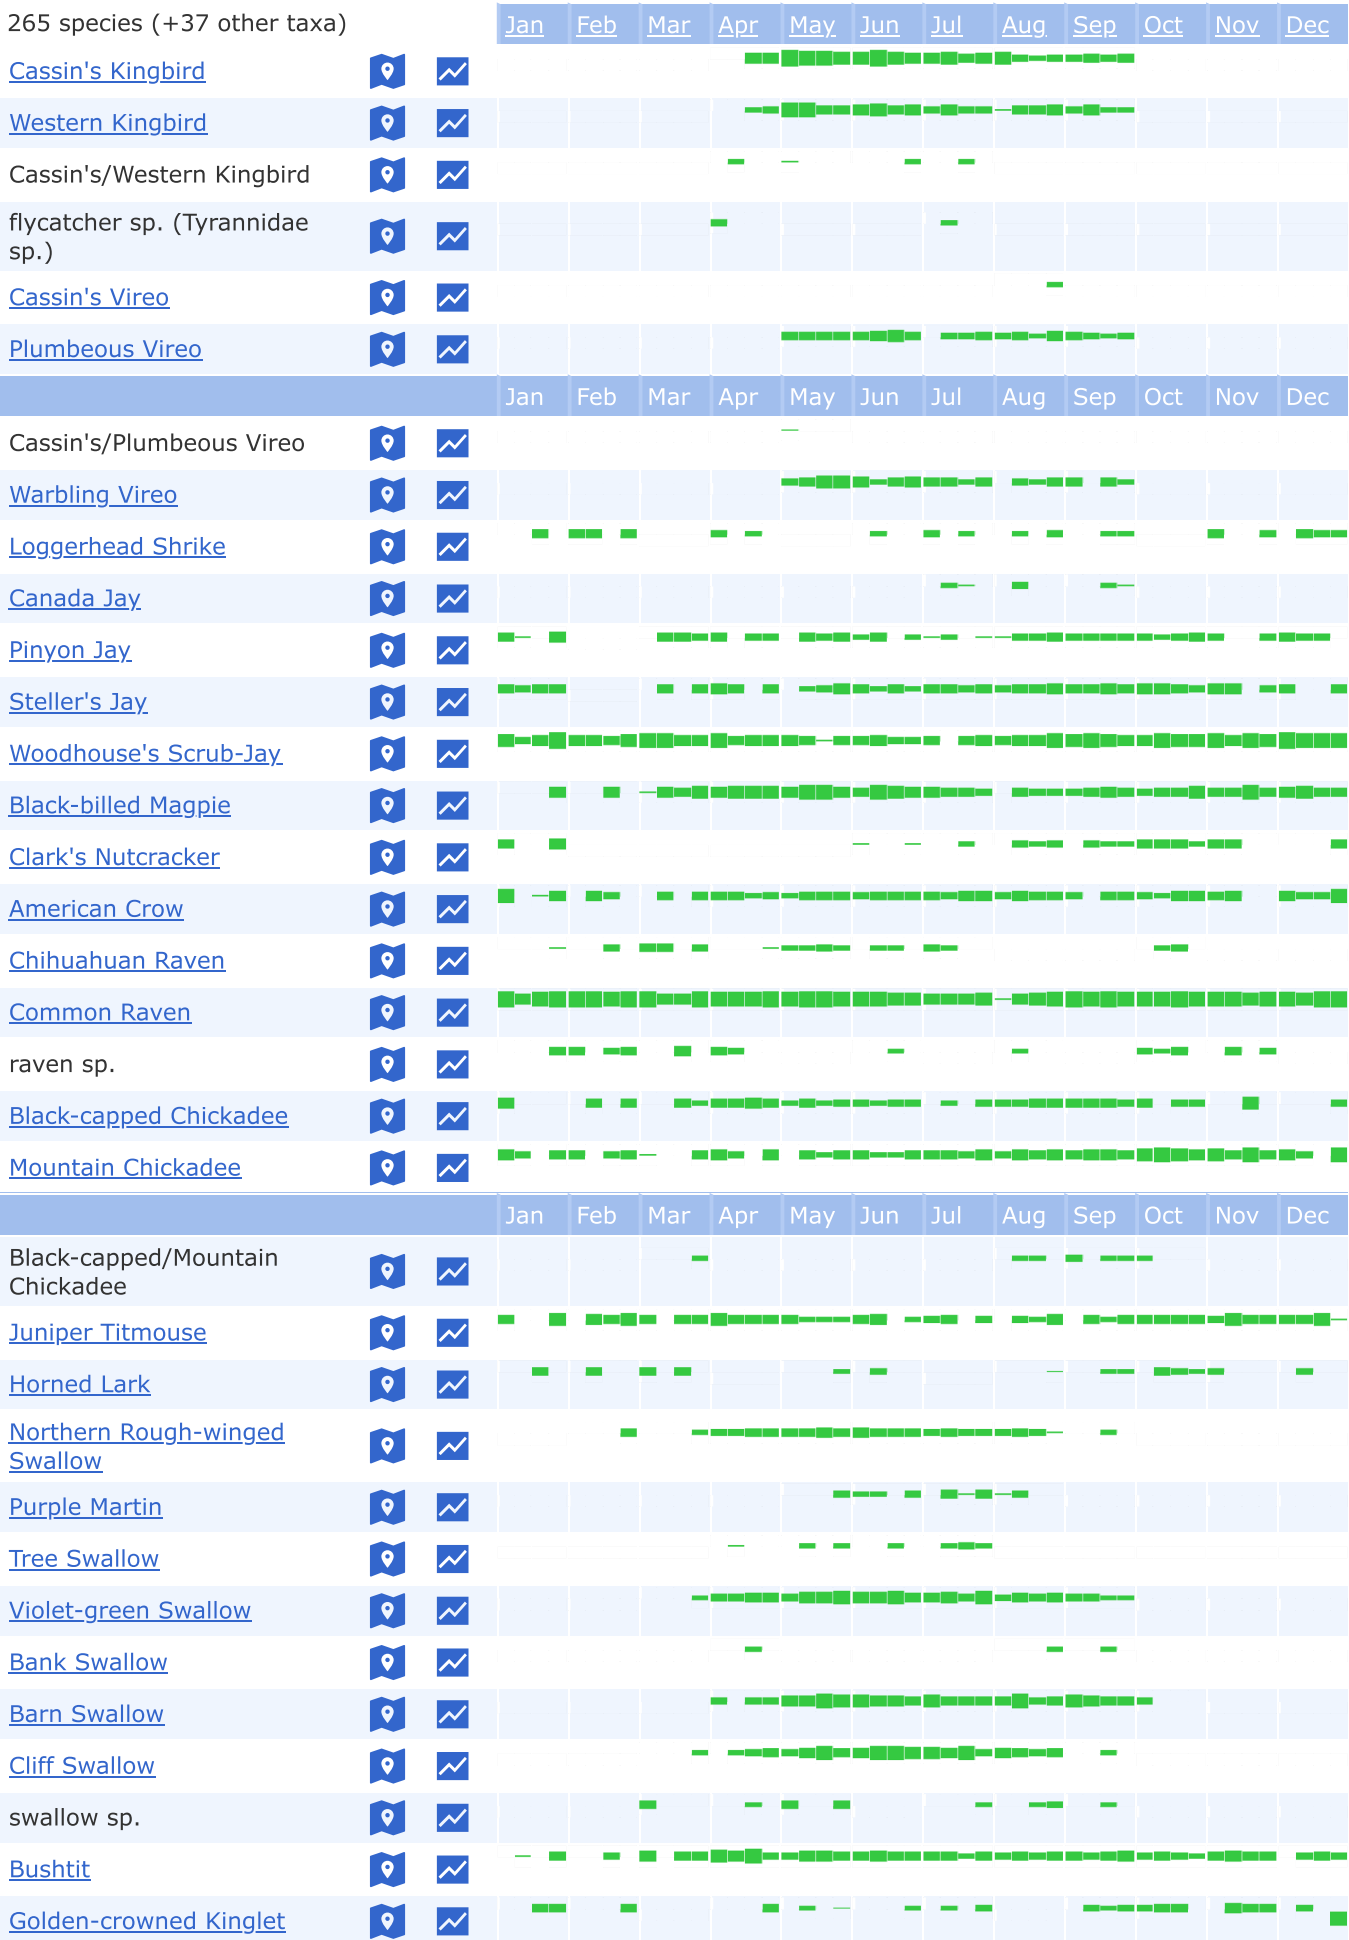 265 species (+37 other taxa)
Jan Feb Mar Apr May Jun Jul Aug Sep Oct Nov Dec
Cassin's Kingbird
Western Kingbird
Cassin's/Western Kingbird
flycatcher sp. (Tyrannidae
sp.)
Cassin's Vireo
Plumbeous Vireo
Jan Feb Mar Apr May Jun Jul Aug Sep Oct Nov Dec
Cassin's/Plumbeous Vireo
Warbling Vireo
Loggerhead Shrike
Canada Jay
Pinyon Jay
Steller's Jay
Woodhouse's Scrub-Jay
Black-billed Magpie
Clark's Nutcracker
American Crow
Chihuahuan Raven
Common Raven
raven sp.
Black-capped Chickadee
Mountain Chickadee
Jan Feb Mar Apr May Jun Jul Aug Sep Oct Nov Dec
Black-capped/Mountain
Chickadee
Juniper Titmouse
Horned Lark
Northern Rough-winged
Swallow
Purple Martin
Tree Swallow
Violet-green Swallow
Bank Swallow
Barn Swallow
Cliff Swallow
swallow sp.
Bushtit
Golden-crowned Kinglet